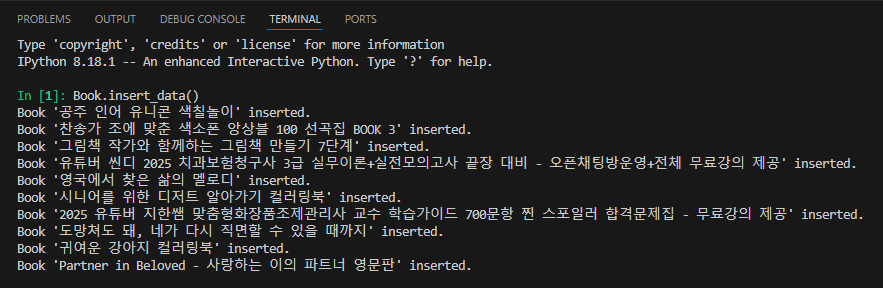 PROBLEMS OUTPUT DEBUG CONSOLE TERMINAL PORTS
Type 'copyright', 'credits' or 'license' for more information
IPython 8.18.1 -- An enhanced Interactive Python. Type '?' for help.
In [1]: Book.insert_data()
Book '공주 인어 유니콘 색칠놀이' inserted.
Book '찬송가 조에 맞춘 색소폰 앙상블 100 선곡집 BOOK 3' inserted.
Book '그림책 작가와 함께하는 그림책 만들기 7단계' inserted.
Book '유튜버 썬디 2025 치과보험청구사 3급 실무이론+실전모의고사 끝장 대비 - 오픈채팅방운영+전체 무료강의 제공' inserted.
Book '영국에서 찾은 삶의 멜로디' inserted.
Book '시니어를 위한 디저트 알아가기 컬러링북' inserted.
Book '2025 유튜버 지한쌤 맞춤형화장품조제관리사 교수 학습가이드 700문항 찐 스포일러 합격문제집 - 무료강의 제공' inserted.
Book '도망쳐도 돼, 네가 다시 직면할 수 있을 때까지' inserted.
Book '귀여운 강아지 컬러링북' inserted.
Book 'Partner in Beloved - 사랑하는 이의 파트너 영문판' inserted.